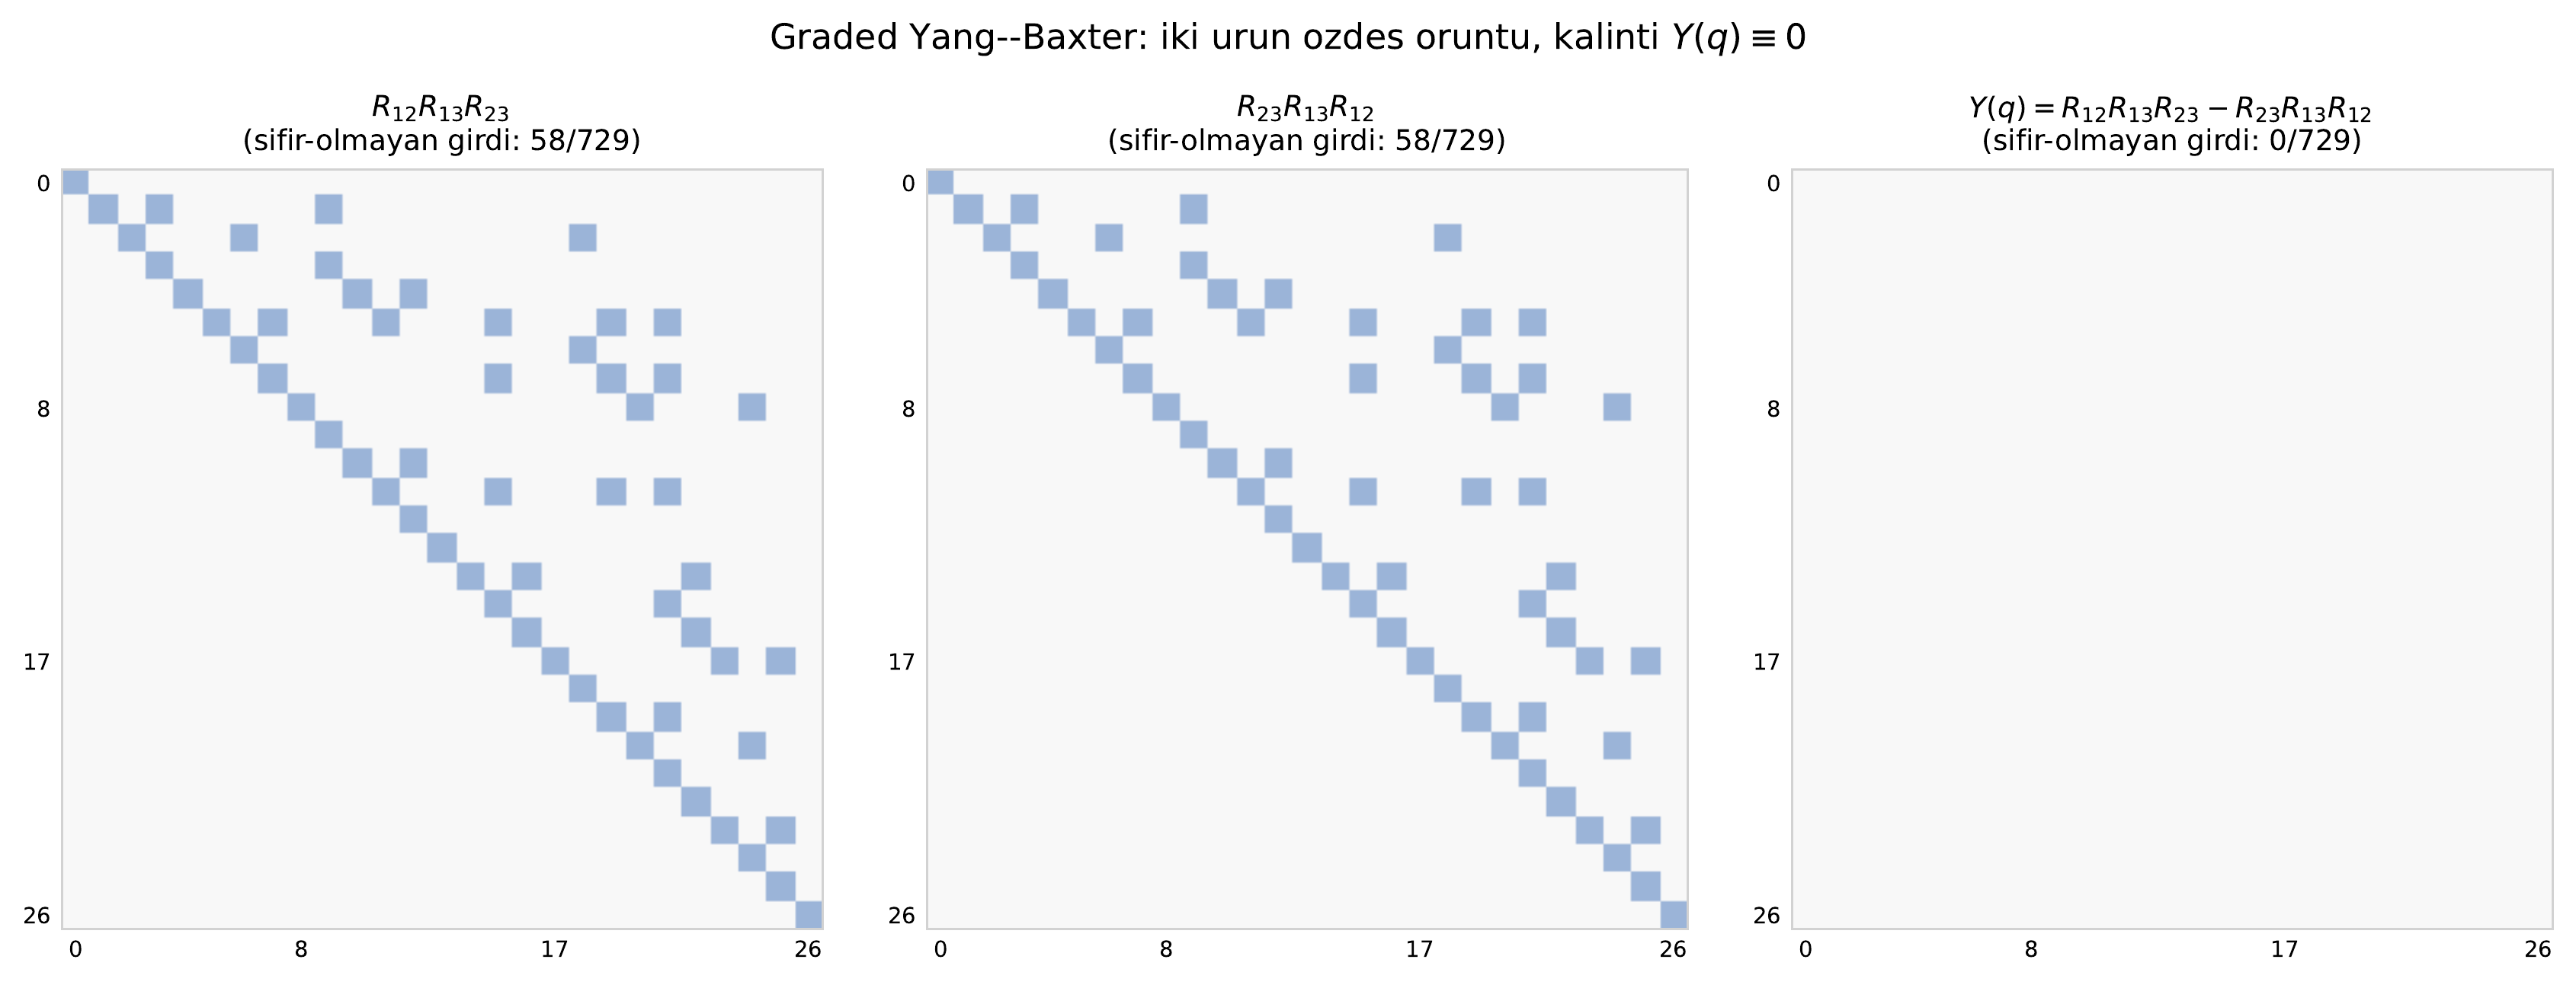 Graded Yang--Baxter: iki urun ozdes oruntu, kalinti Y(q) ≡ 0
R₁₂R₁₃R₂₃
(sifir-olmayan girdi: 58/729)
0
8
17
26
0 8 17 26
R₂₃R₁₃R₁₂
(sifir-olmayan girdi: 58/729)
0
8
17
26
0 8 17 26
Y(q) = R₁₂R₁₃R₂₃ − R₂₃R₁₃R₁₂
(sifir-olmayan girdi: 0/729)
0
8
17
26
0 8 17 26